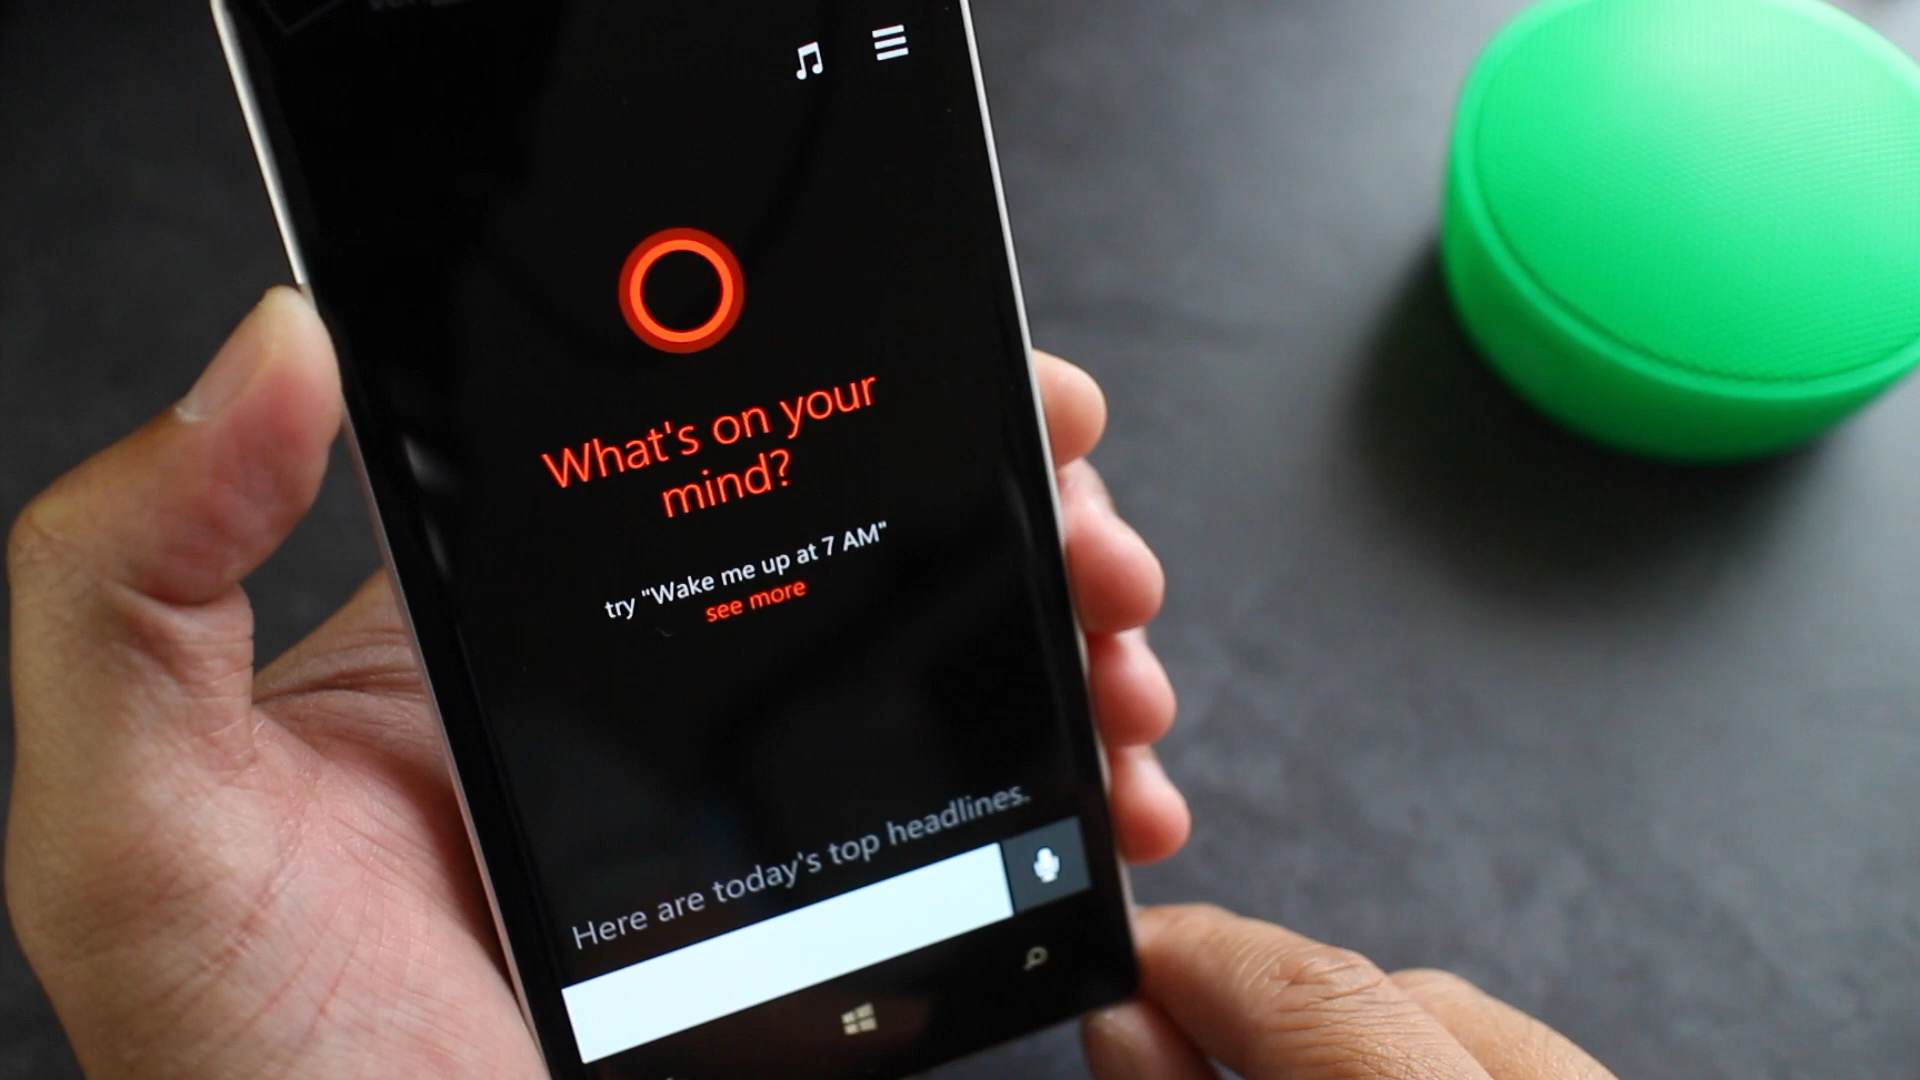 What's on your
mind?
try "Wake me up at 7 AM"
see more
Here are today's top headlines.